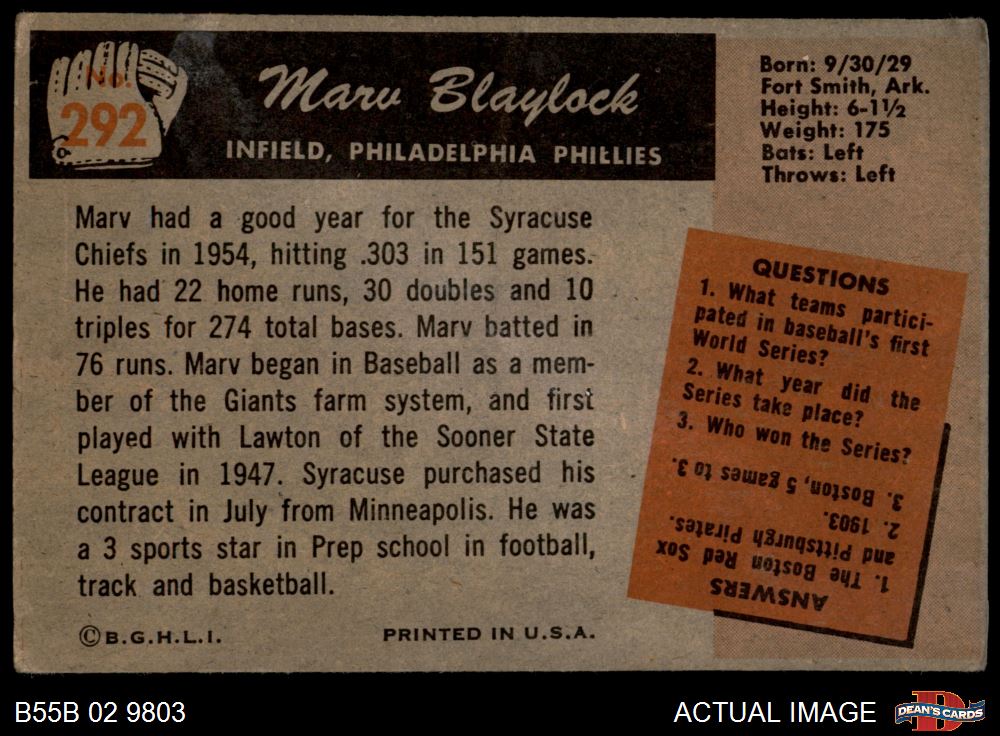 No.
292
Marv Blaylock
INFIELD, PHILADELPHIA PHILLIES
Born: 9/30/29
Fort Smith, Ark.
Height: 6-1½
Weight: 175
Bats: Left
Throws: Left
Marv had a good year for the Syracuse
Chiefs in 1954, hitting .303 in 151 games.
He had 22 home runs, 30 doubles and 10
triples for 274 total bases. Marv batted in
76 runs. Marv began in Baseball as a mem-
ber of the Giants farm system, and first
played with Lawton of the Sooner State
League in 1947. Syracuse purchased his
contract in July from Minneapolis. He was
a 3 sports star in Prep school in football,
track and basketball.
©B.G.H.L.I.
PRINTED IN U.S.A.
QUESTIONS
1. What teams partici-
pated in baseball's first
World Series?
2. What year did the
Series take place?
3. Who won the Series?
ANSWERS
1. The Boston Red Sox
and Pittsburgh Pirates.
2. 1903.
3. Boston, 5 games to 3.
B55B 02 9803
ACTUAL IMAGE
DEAN'S CARDS